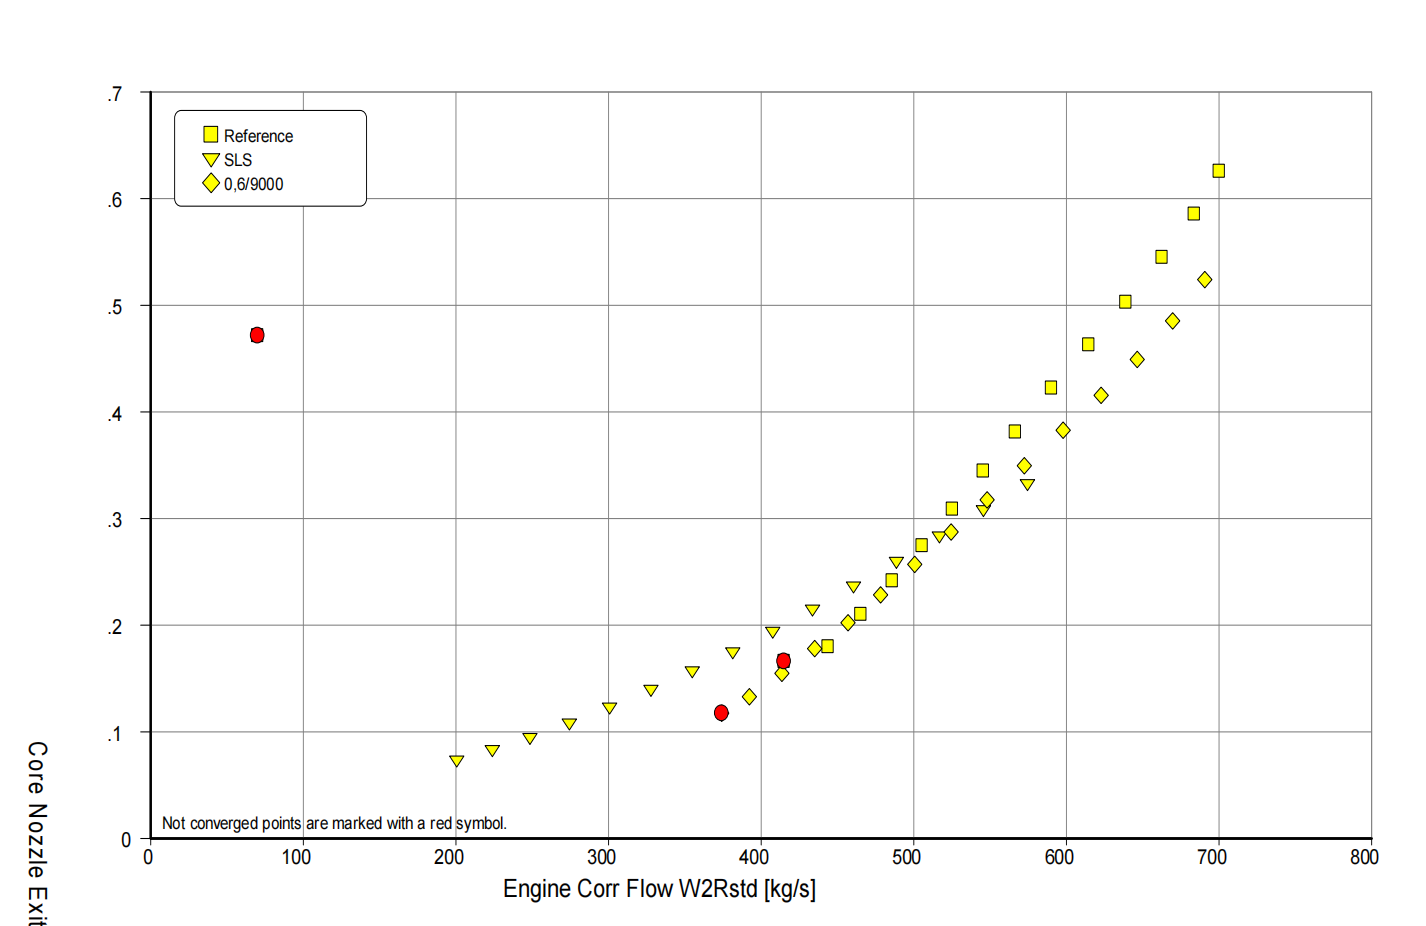 .7
.6
.5
.4
.3
.2
.1
0
Reference
SLS
0,6/9000
Not converged points are marked with a red symbol.
0 100 200 300 400 500 600 700 800
Engine Corr Flow W2Rstd [kg/s]
Core Nozzle Exit